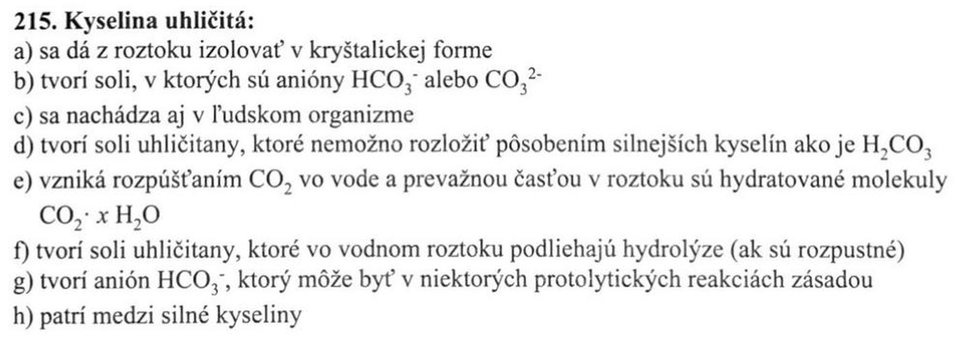 215. Kyselina uhličitá:
a) sa dá z roztoku izolovať v kryštalickej forme
b) tvorí soli, v ktorých sú anióny HCO₃⁻ alebo CO₃²⁻
c) sa nachádza aj v ľudskom organizme
d) tvorí soli uhličitany, ktoré nemožno rozložiť pôsobením silnejších kyselín ako je H₂CO₃
e) vzniká rozpúšťaním CO₂ vo vode a prevažnou časťou v roztoku sú hydratované molekuly
CO₂· x H₂O
f) tvorí soli uhličitany, ktoré vo vodnom roztoku podliehajú hydrolýze (ak sú rozpustné)
g) tvorí anión HCO₃⁻, ktorý môže byť v niektorých protolytických reakciách zásadou
h) patrí medzi silné kyseliny